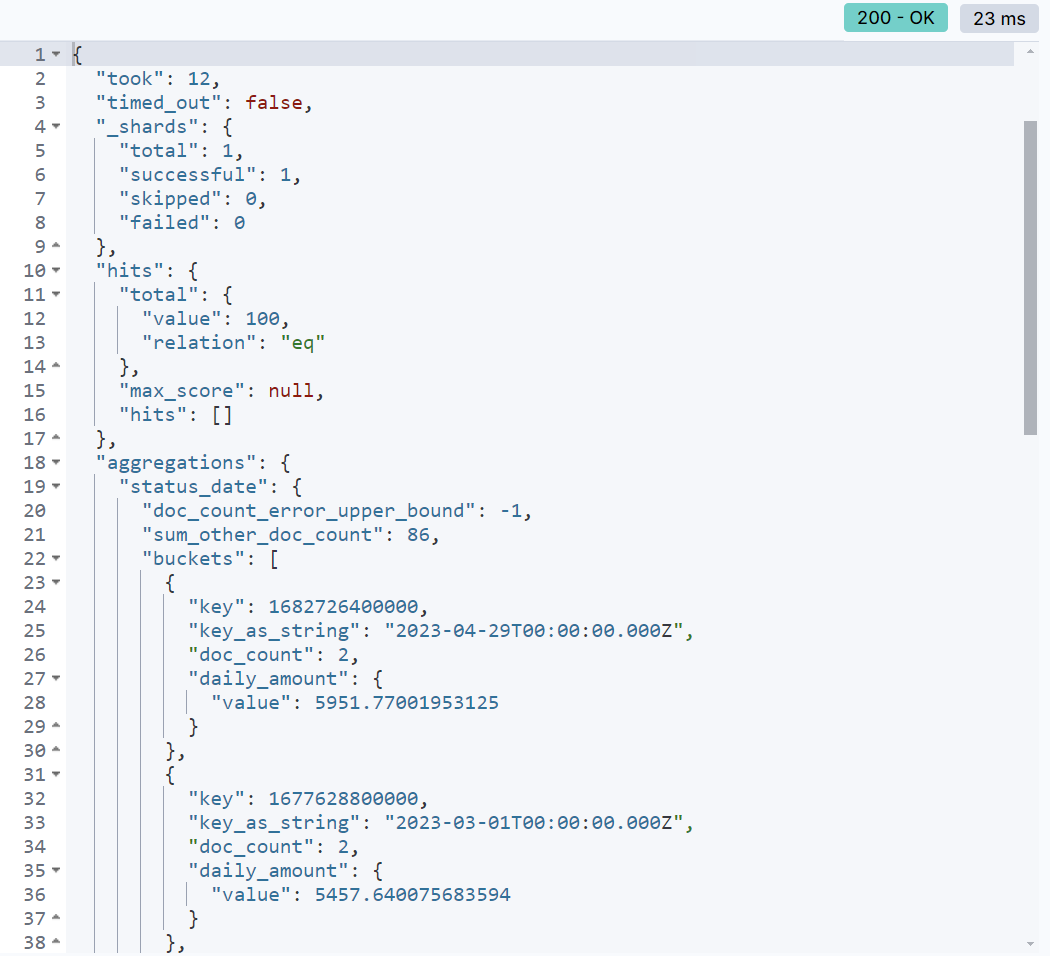 200 - OK 23 ms
1 {
2 "took": 12,
3 "timed_out": false,
4 "_shards": {
5 "total": 1,
6 "successful": 1,
7 "skipped": 0,
8 "failed": 0
9 },
10 "hits": {
11 "total": {
12 "value": 100,
13 "relation": "eq"
14 },
15 "max_score": null,
16 "hits": []
17 },
18 "aggregations": {
19 "status_date": {
20 "doc_count_error_upper_bound": -1,
21 "sum_other_doc_count": 86,
22 "buckets": [
23 {
24 "key": 1682726400000,
25 "key_as_string": "2023-04-29T00:00:00.000Z",
26 "doc_count": 2,
27 "daily_amount": {
28 "value": 5951.77001953125
29 }
30 },
31 {
32 "key": 1677628800000,
33 "key_as_string": "2023-03-01T00:00:00.000Z",
34 "doc_count": 2,
35 "daily_amount": {
36 "value": 5457.640075683594
37 }
38 },